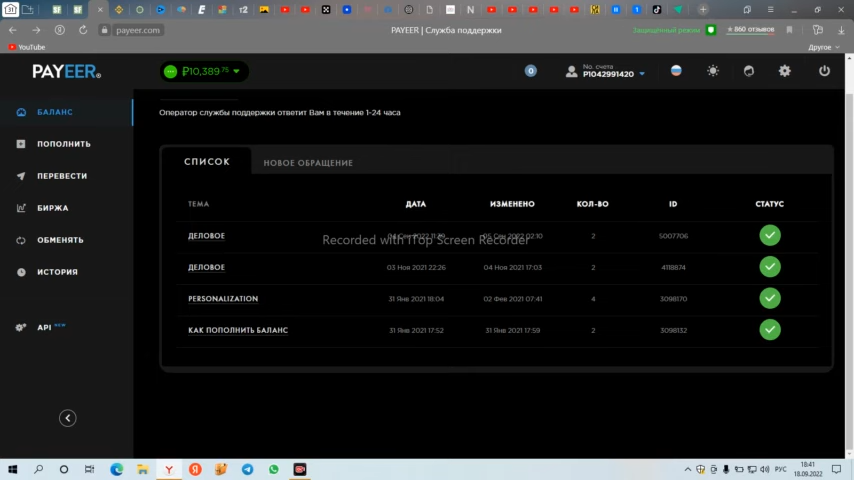 payeer.com
PAYEER | Служба поддержки
Защищенный режим
860 отзывов
YouTube
Другое
PAYEER
₽10,389.75
0
No. счета
P1042991420
БАЛАНС
ПОПОЛНИТЬ
ПЕРЕВЕСТИ
БИРЖА
ОБМЕНЯТЬ
ИСТОРИЯ
API NEW
Оператор службы поддержки ответит Вам в течение 1-24 часа
СПИСОК
НОВОЕ ОБРАЩЕНИЕ
ТЕМА ДАТА ИЗМЕНЕНО КОЛ-ВО ID СТАТУС
ДЕЛОВОЕ 05 Сен 2022 02:10 2 5007706
Recorded with iTop Screen Recorder
ДЕЛОВОЕ 03 Ноя 2021 22:26 04 Ноя 2021 17:03 2 4118874
PERSONALIZATION 31 Янв 2021 18:04 02 Фев 2021 07:41 4 3098170
КАК ПОПОЛНИТЬ БАЛАНС 31 Янв 2021 17:52 31 Янв 2021 17:59 2 3098132
РУС
18:41
18.09.2022